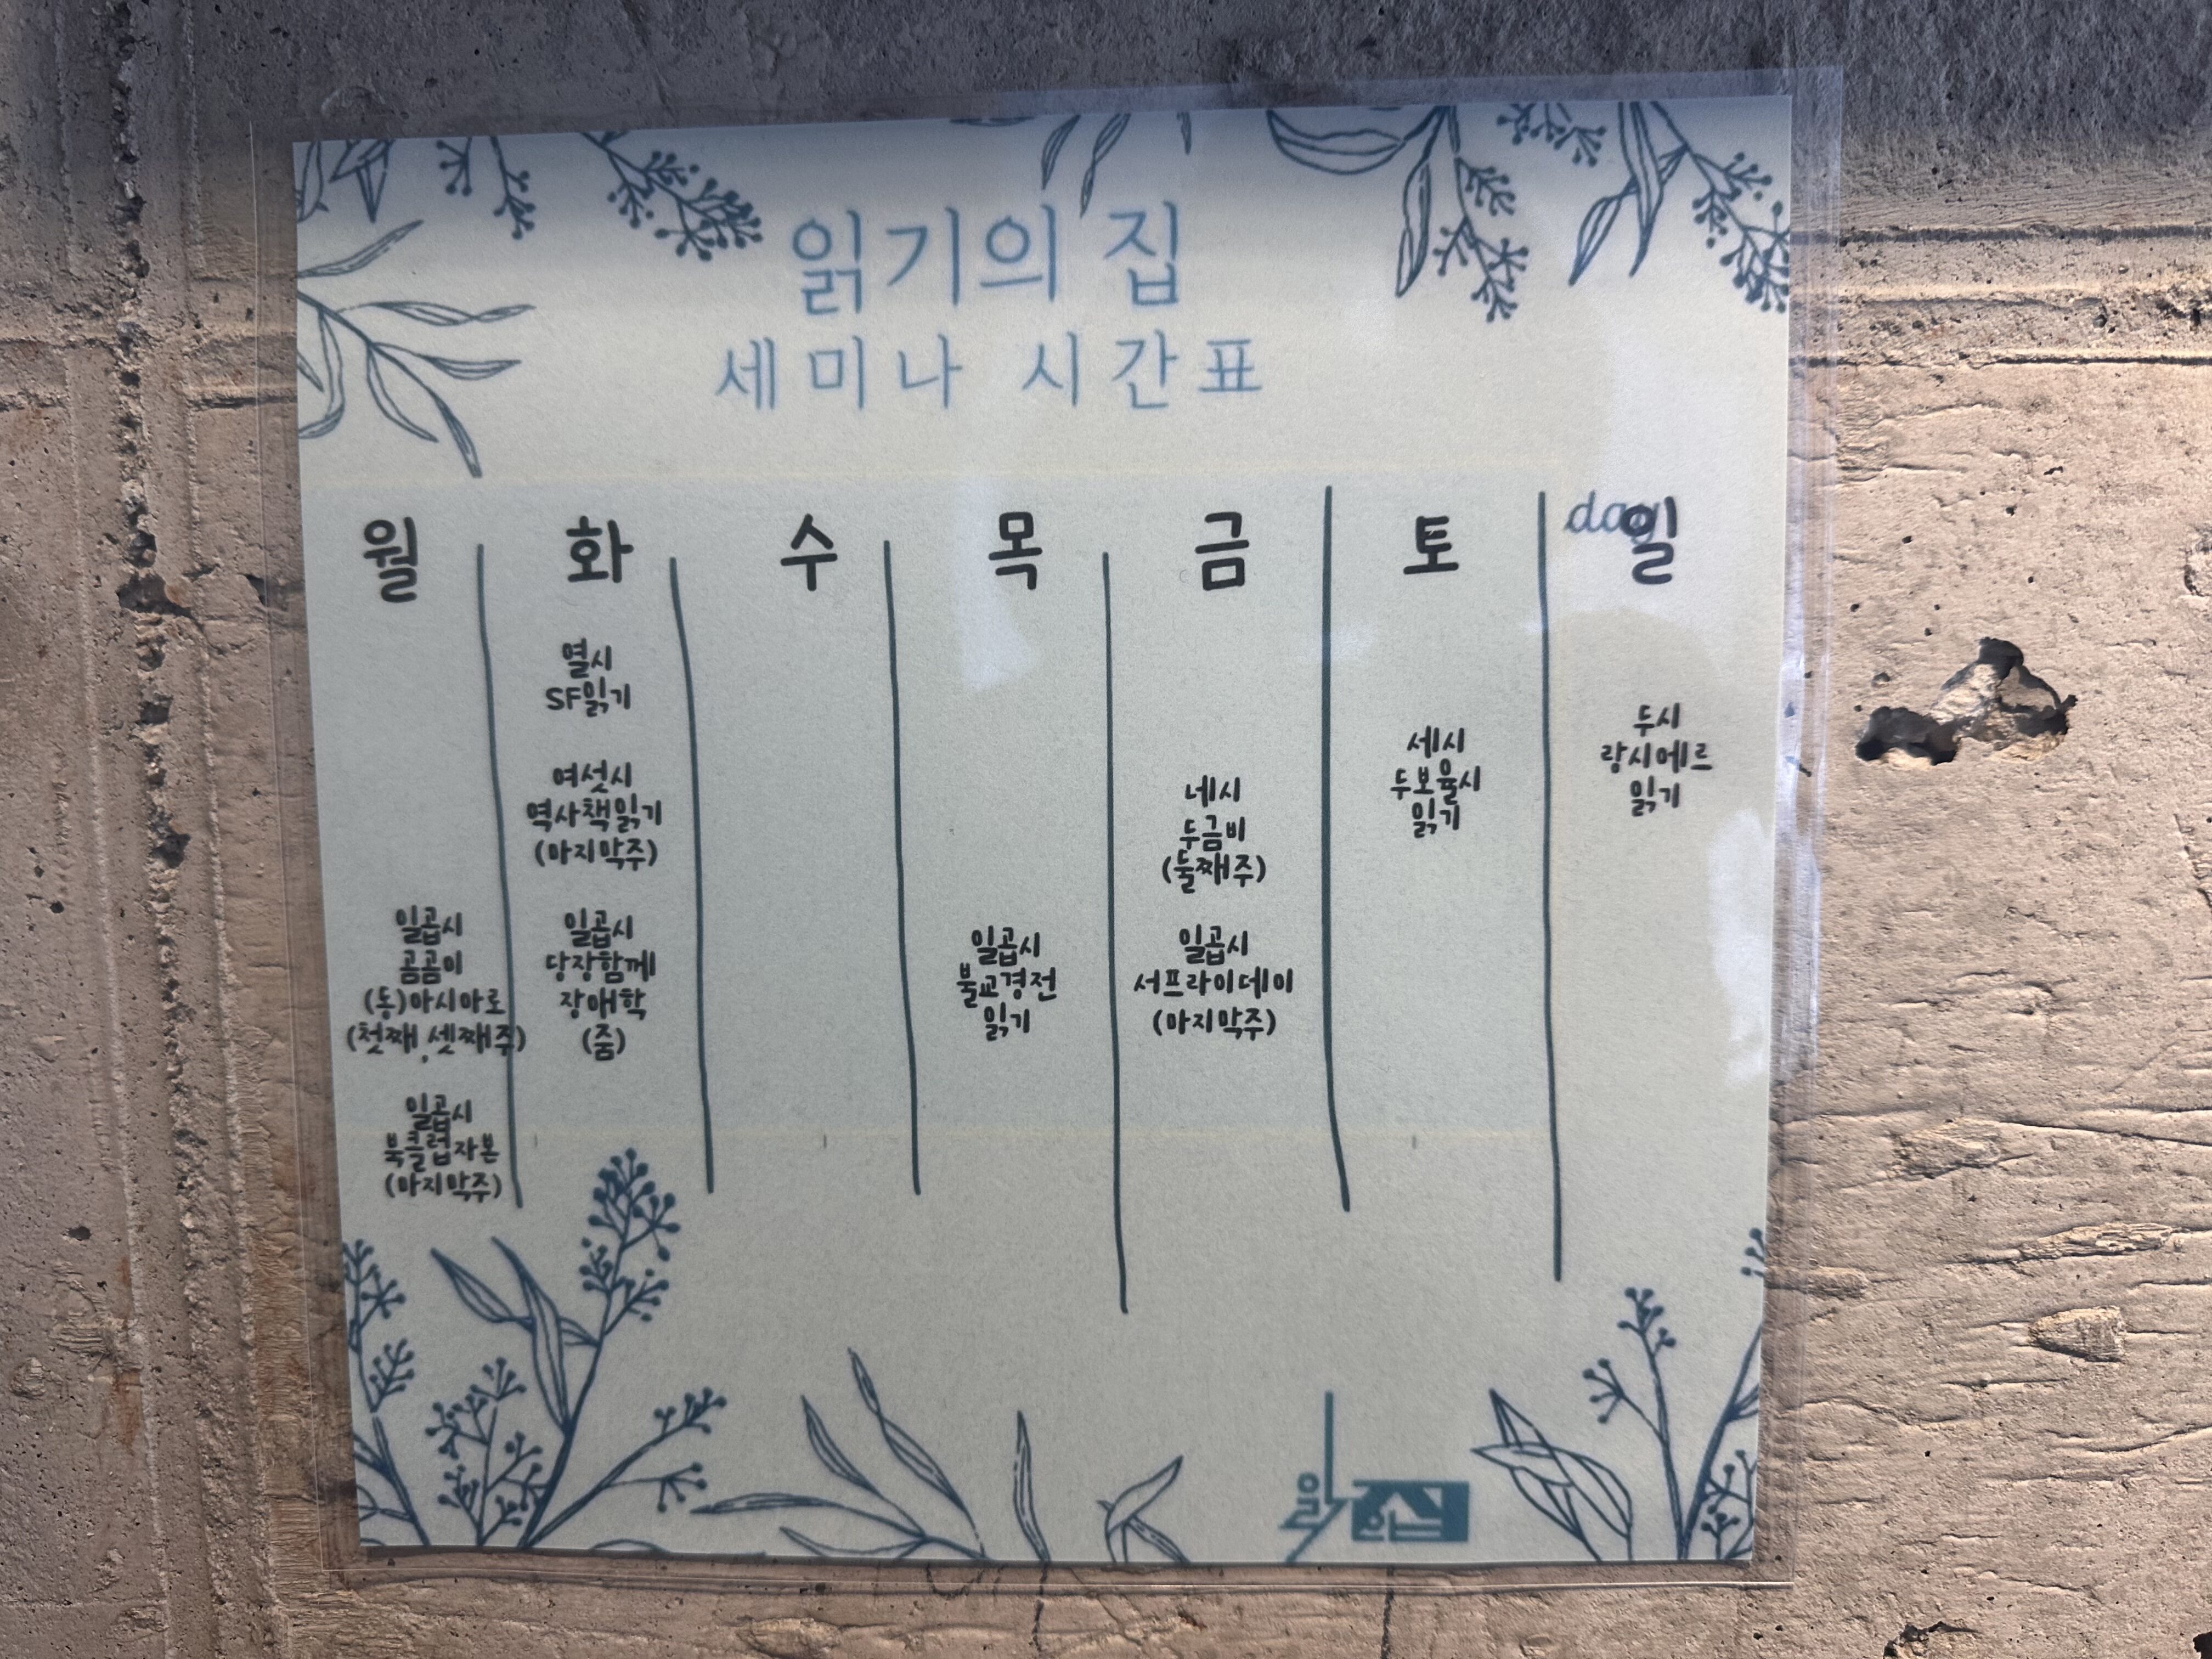 읽기의 집
세미나 시간표
월
화
수
목
금
토
day
일
일곱시
곰곰이
(동)아시아로
(첫째, 셋째주)
일곱시
북클럽자본
(마지막주)
열시
SF읽기
여섯시
역사책읽기
(마지막주)
일곱시
당장함께
장애학
(줌)
일곱시
불교경전
읽기
네시
두금비
(둘째주)
일곱시
서프라이데이
(마지막주)
세시
두보율시
읽기
두시
랑시에르
읽기
읽기의집